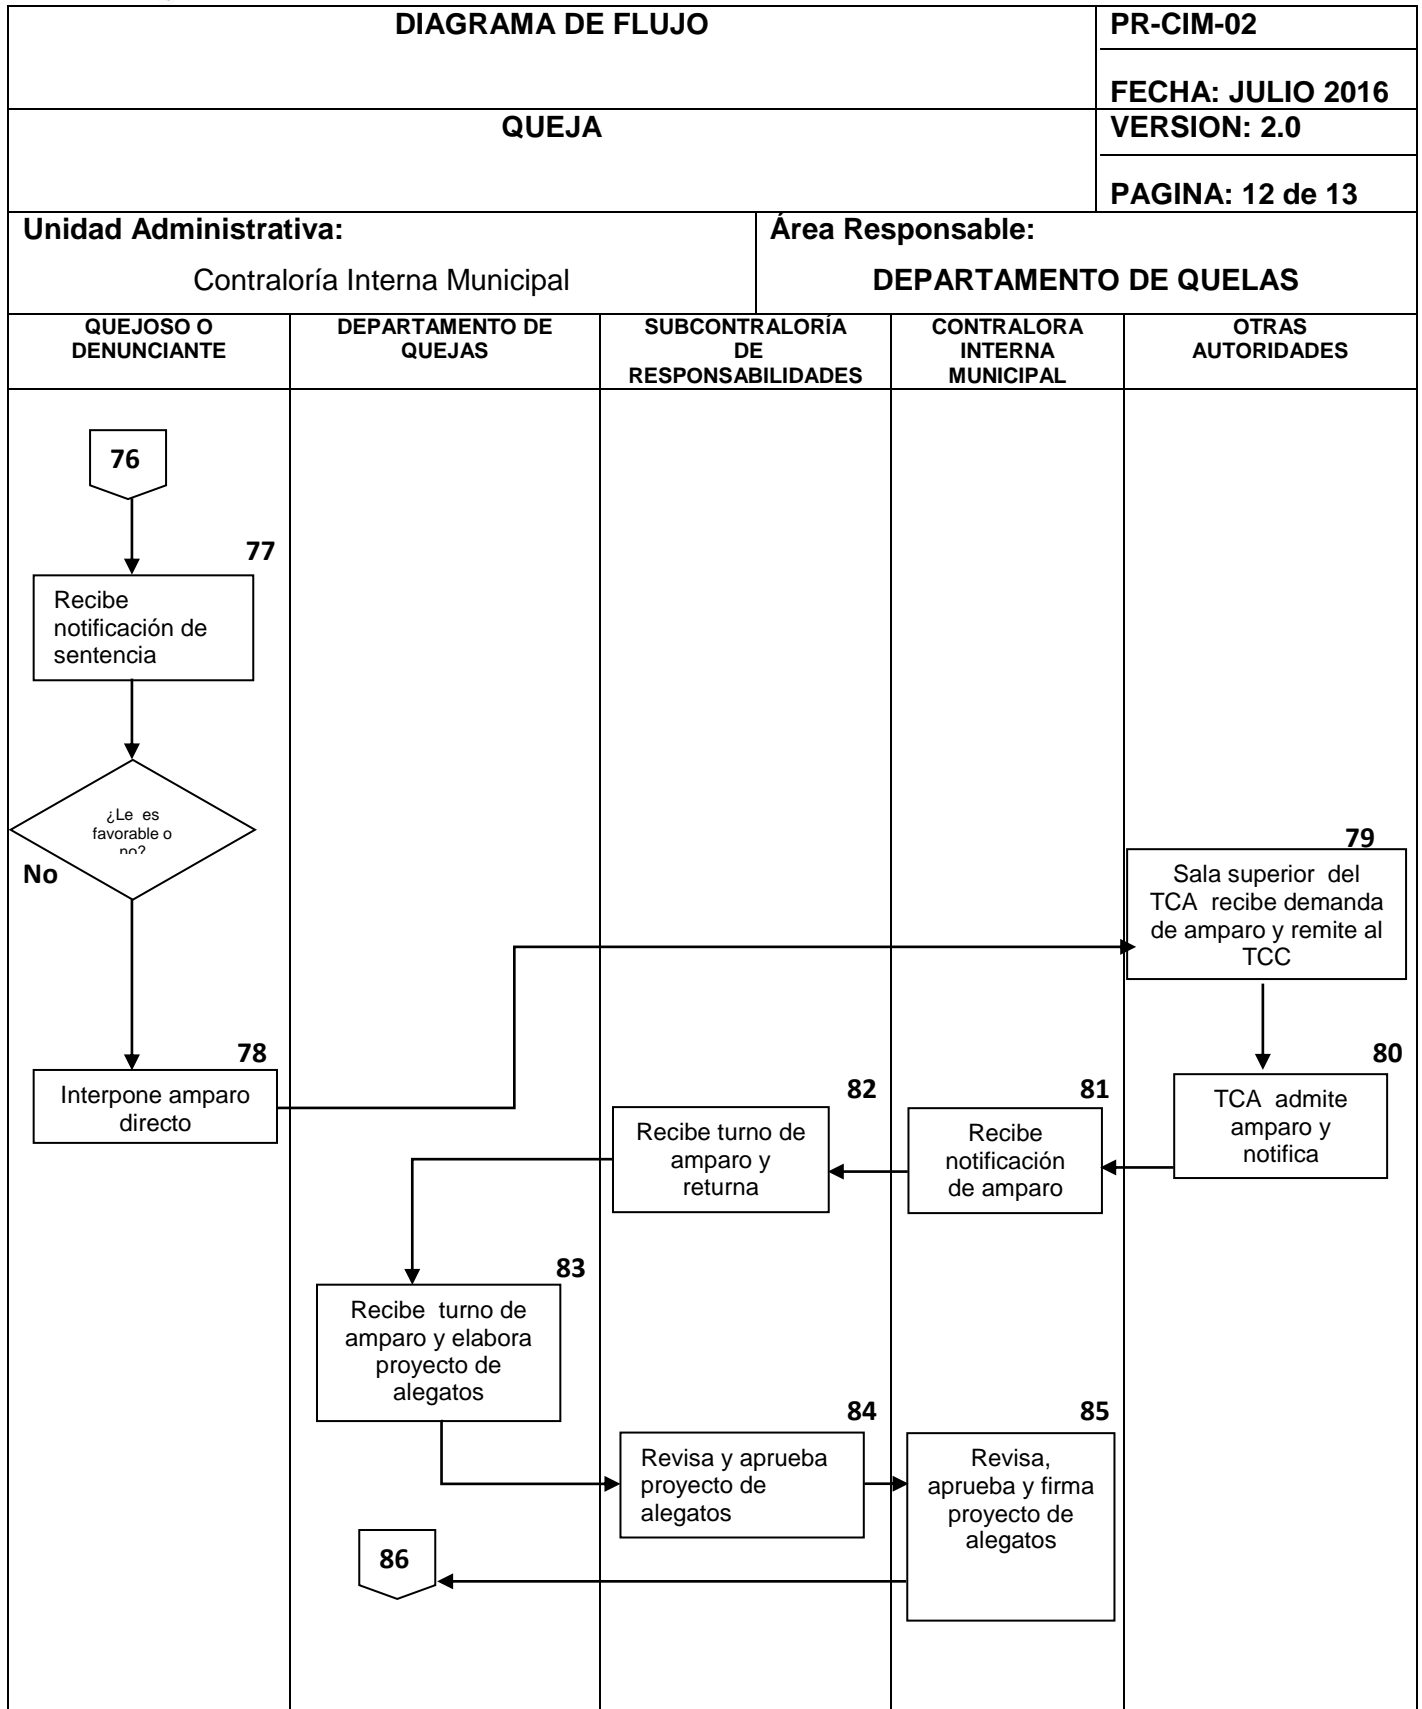 DIAGRAMA DE FLUJO
PR-CIM-02
FECHA: JULIO 2016
QUEJA
VERSION: 2.0
PAGINA: 12 de 13
Unidad Administrativa:
Contraloría Interna Municipal
Área Responsable:
DEPARTAMENTO DE QUELAS
QUEJOSO O
DENUNCIANTE
DEPARTAMENTO DE
QUEJAS
SUBCONTRALORÍA
DE
RESPONSABILIDADES
CONTRALORA
INTERNA
MUNICIPAL
OTRAS
AUTORIDADES
76
77
Recibe
notificación de
sentencia
¿Le es
favorable o
no?
No
78
Interpone amparo
directo
79
Sala superior del
TCA recibe demanda
de amparo y remite al
TCC
80
TCA admite
amparo y
notifica
81
Recibe
notificación
de amparo
82
Recibe turno de
amparo y
returna
83
Recibe turno de
amparo y elabora
proyecto de
alegatos
84
Revisa y aprueba
proyecto de
alegatos
85
Revisa,
aprueba y firma
proyecto de
alegatos
86